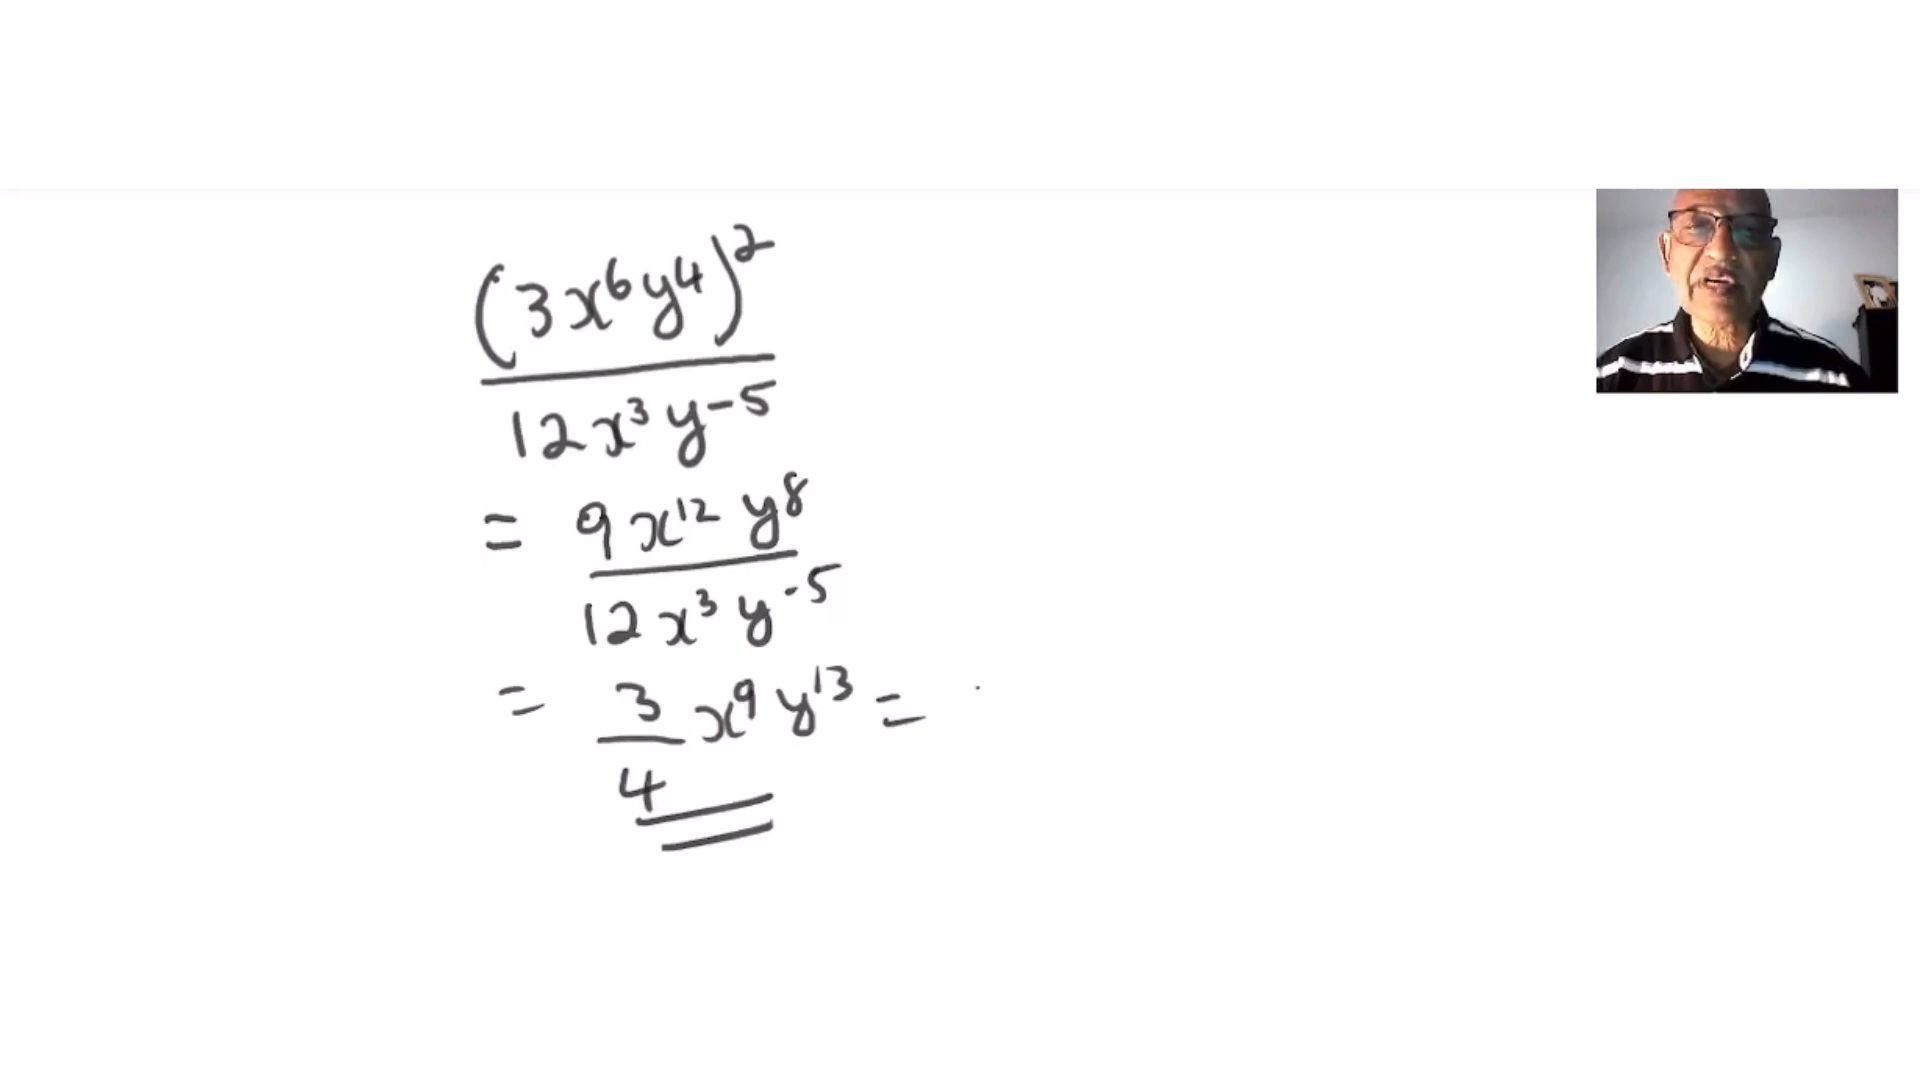 (3x⁶y⁴)²
12x³y⁻⁵
= 9x¹²y⁸
12x³y⁻⁵
= 3 x⁹y¹³ =
4